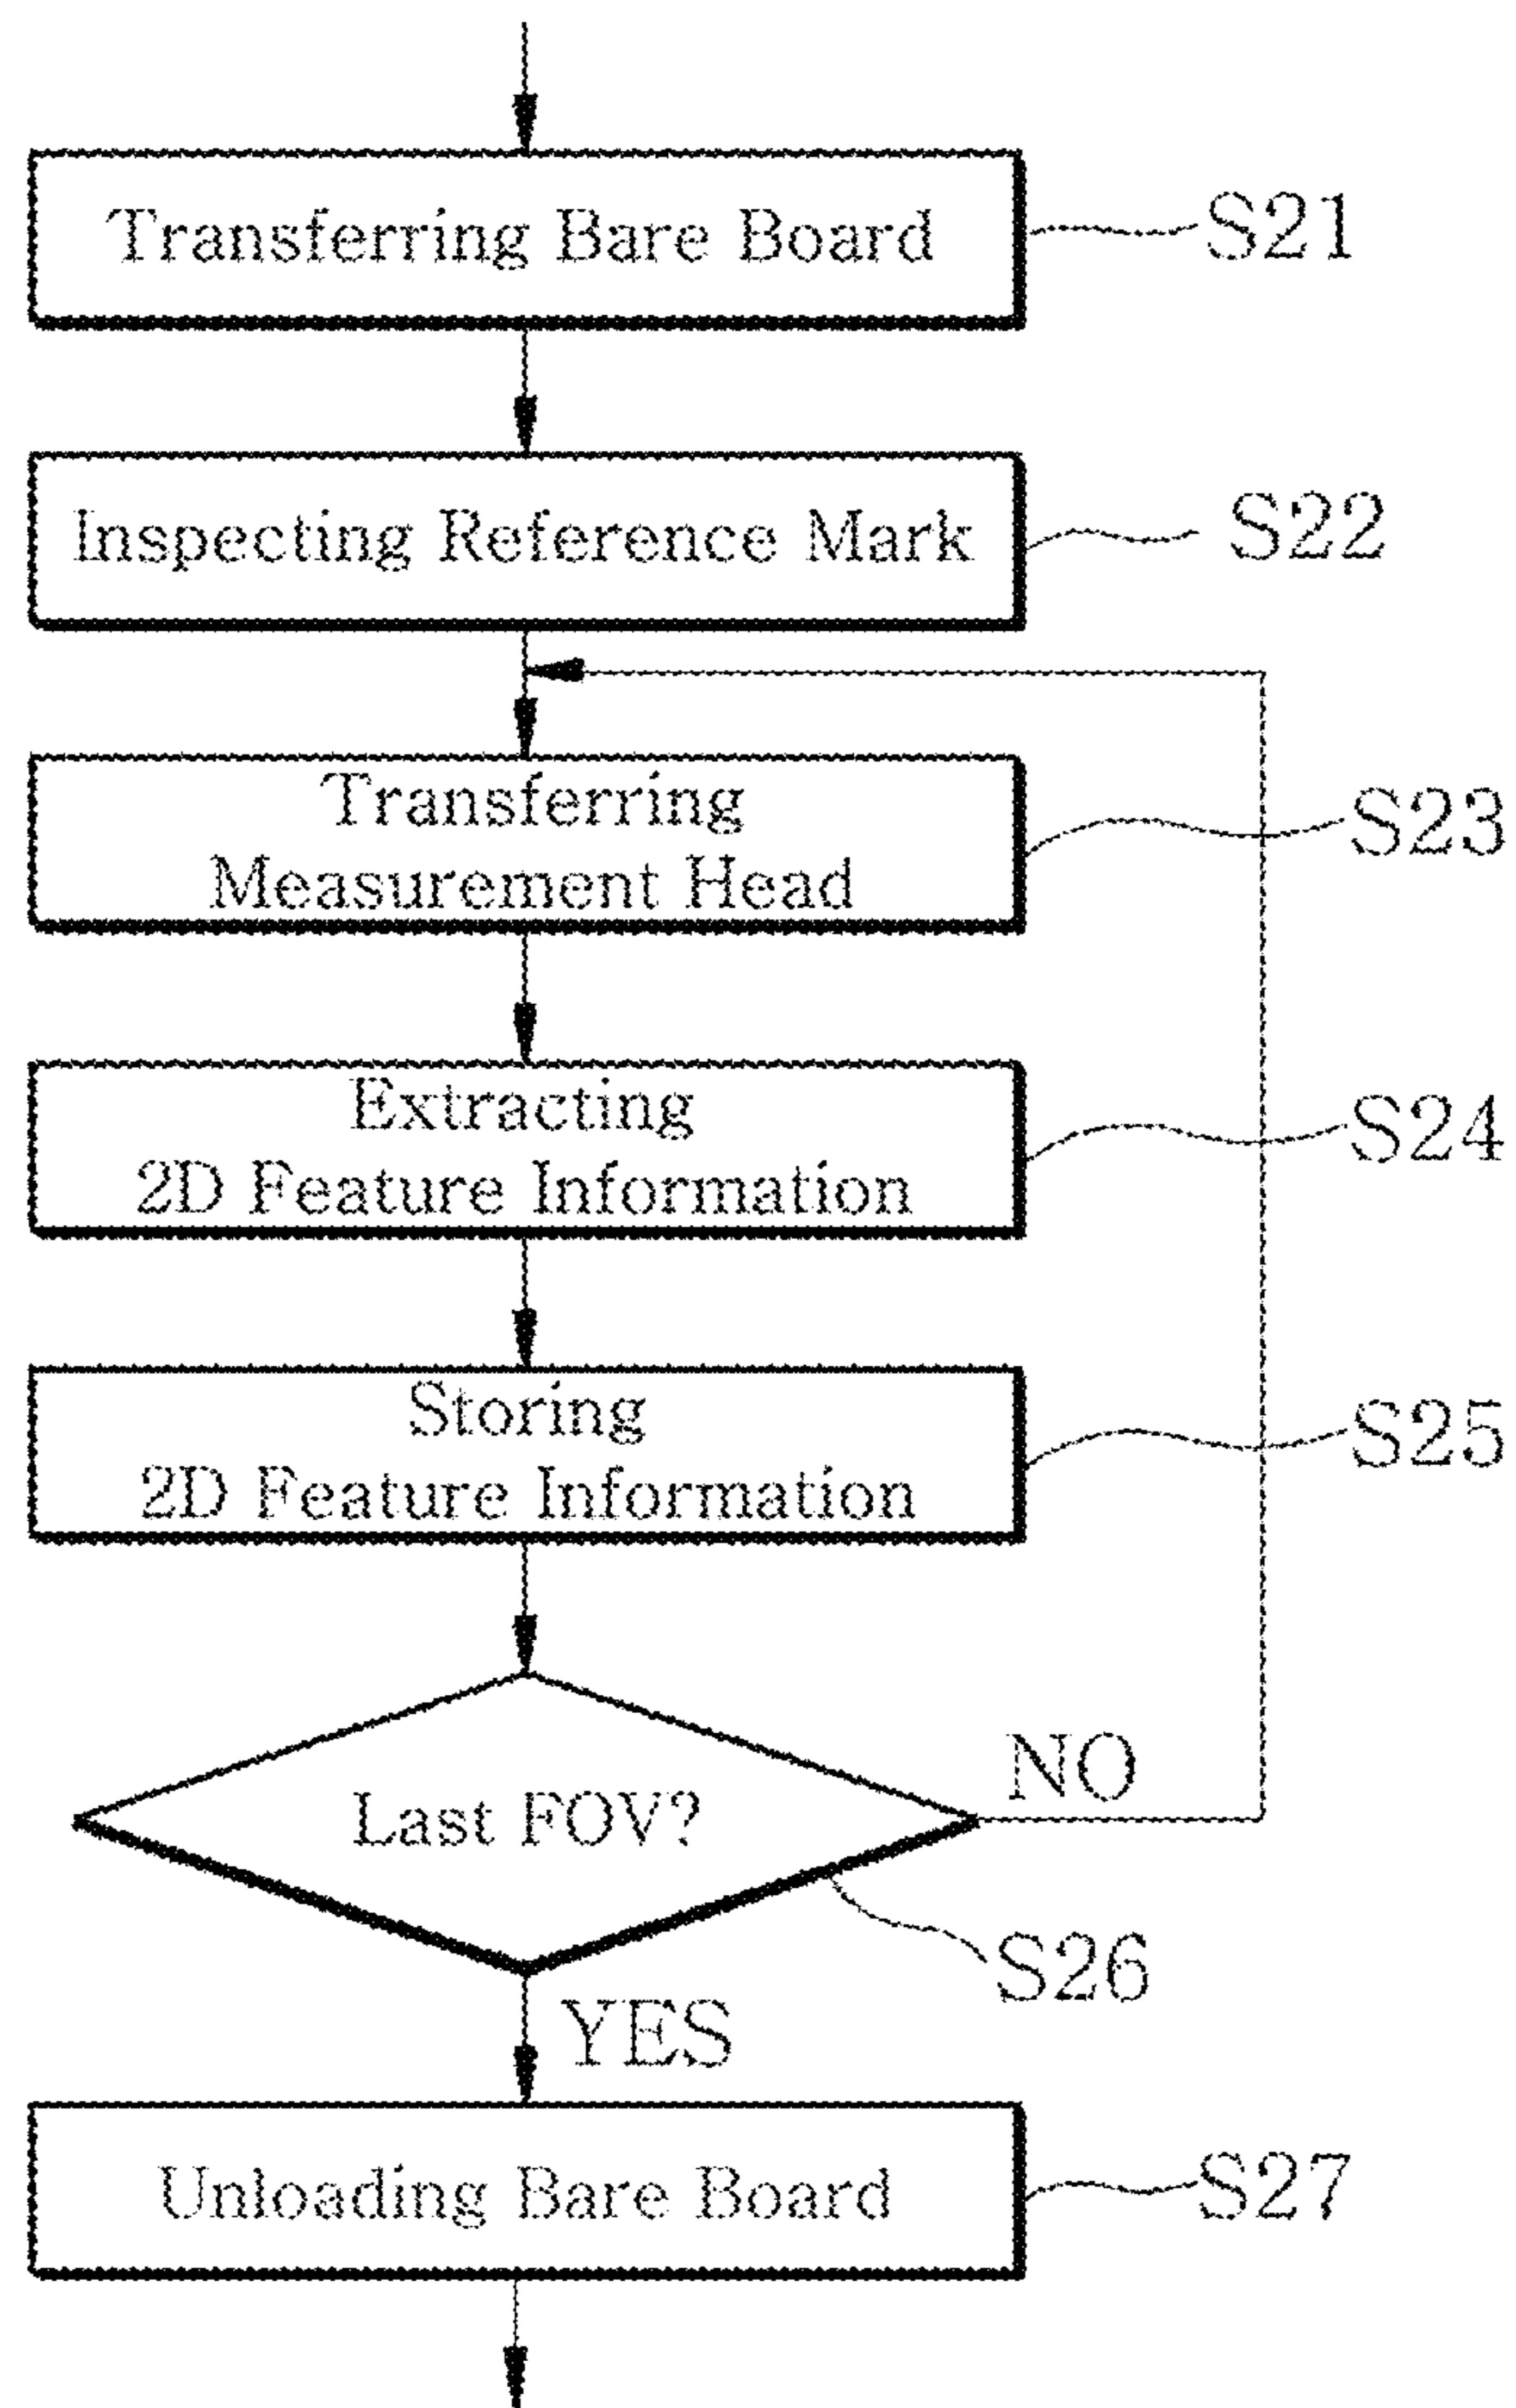 Transferring Bare Board
S21
Inspecting Reference Mark
S22
Transferring
Measurement Head
S23
Extracting
2D Feature Information
S24
Storing
2D Feature Information
S25
Last FOV?
NO
S26
YES
Unloading Bare Board
S27